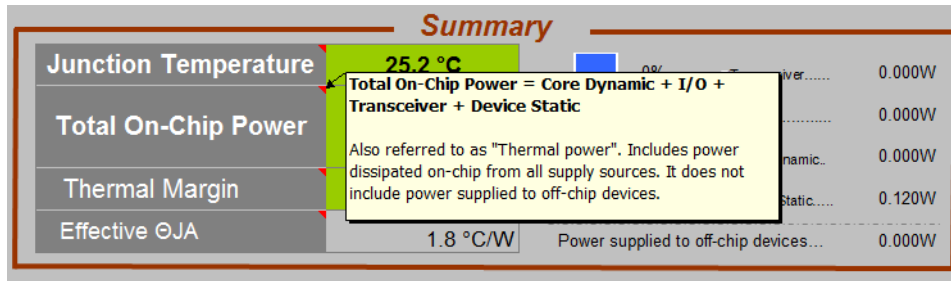 Summary
Junction Temperature 25.2 °C
0% iver...... 0.000W
Total On-Chip Power = Core Dynamic + I/O +
Transceiver + Device Static
Total On-Chip Power
........... 0.000W
Also referred to as "Thermal power". Includes power
namic.. 0.000W
dissipated on-chip from all supply sources. It does not
Thermal Margin
include power supplied to off-chip devices.
Static..... 0.120W
Effective ΘJA 1.8 °C/W
Power supplied to off-chip devices... 0.000W